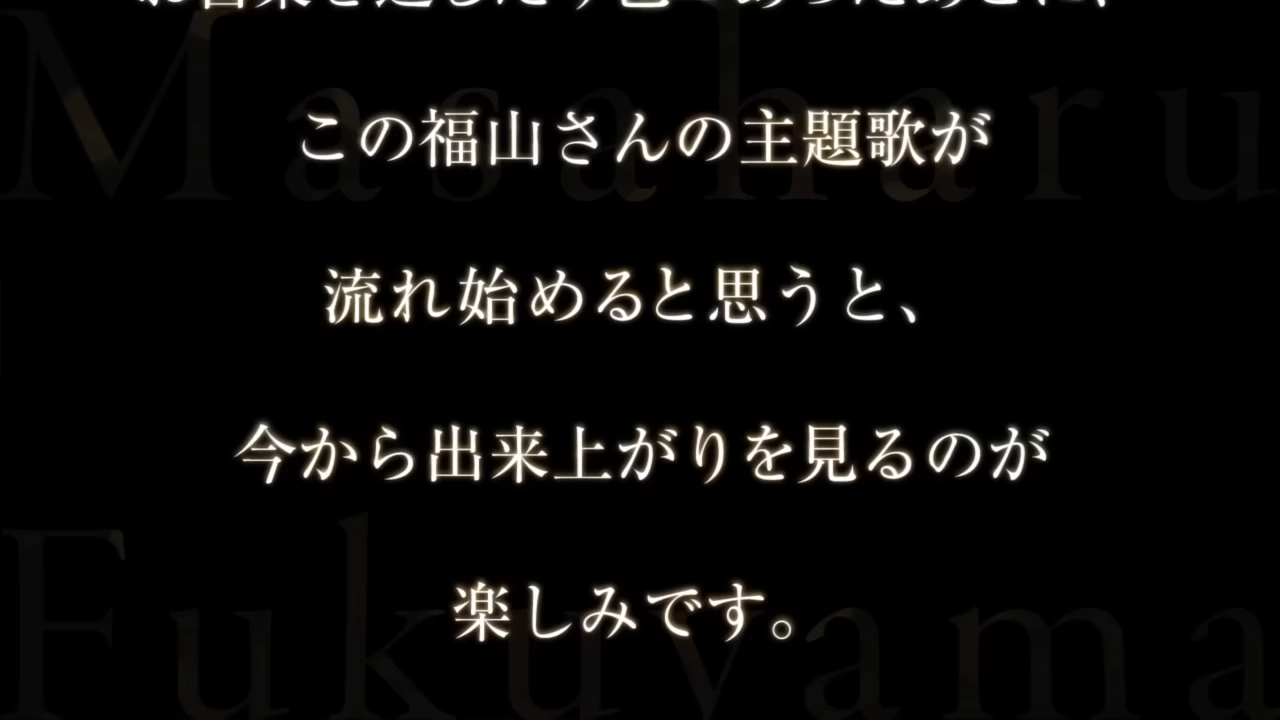 Masaharu
この福山さんの主題歌が
流れ始めると思うと、
今から出来上がりを見るのが
楽しみです。
Fukuyama